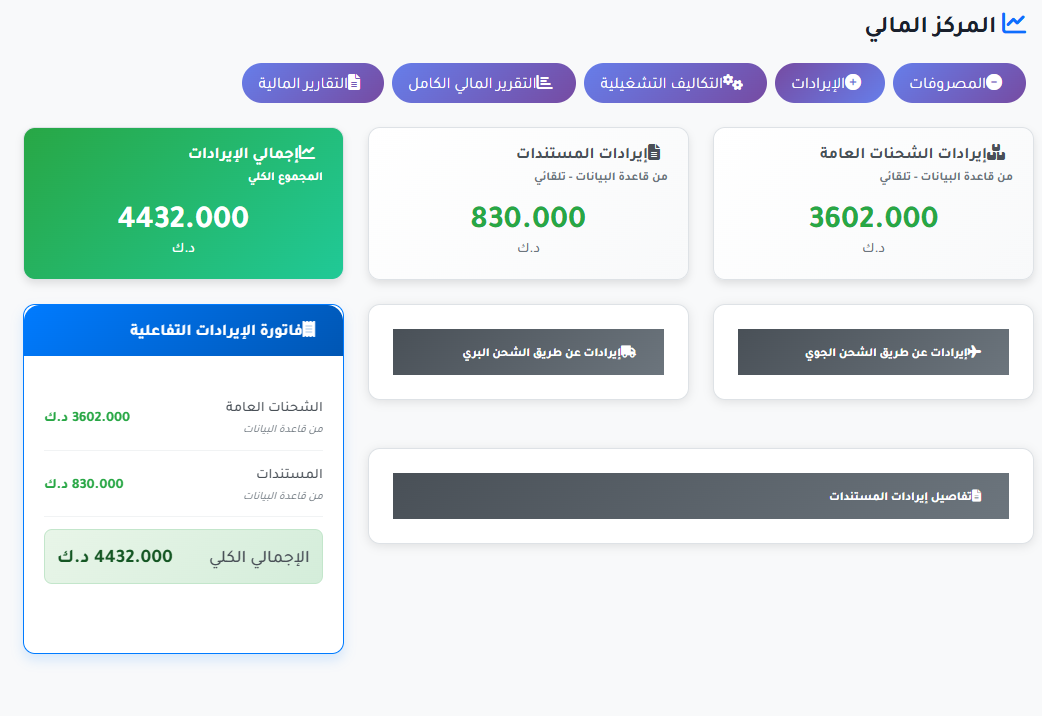 المركز المالي
المصروفات
الإيرادات
التكاليف التشغيلية
التقرير المالي الكامل
التقارير المالية
إيرادات الشحنات العامة
من قاعدة البيانات - تلقائي
3602.000
د.ك
إيرادات المستندات
من قاعدة البيانات - تلقائي
830.000
د.ك
إجمالي الإيرادات
المجموع الكلي
4432.000
د.ك
إيرادات عن طريق الشحن الجوي
إيرادات عن طريق الشحن البري
تفاصيل إيرادات المستندات
فاتورة الإيرادات التفاعلية
الشحنات العامة
من قاعدة البيانات
3602.000 د.ك
المستندات
من قاعدة البيانات
830.000 د.ك
الإجمالي الكلي
4432.000 د.ك